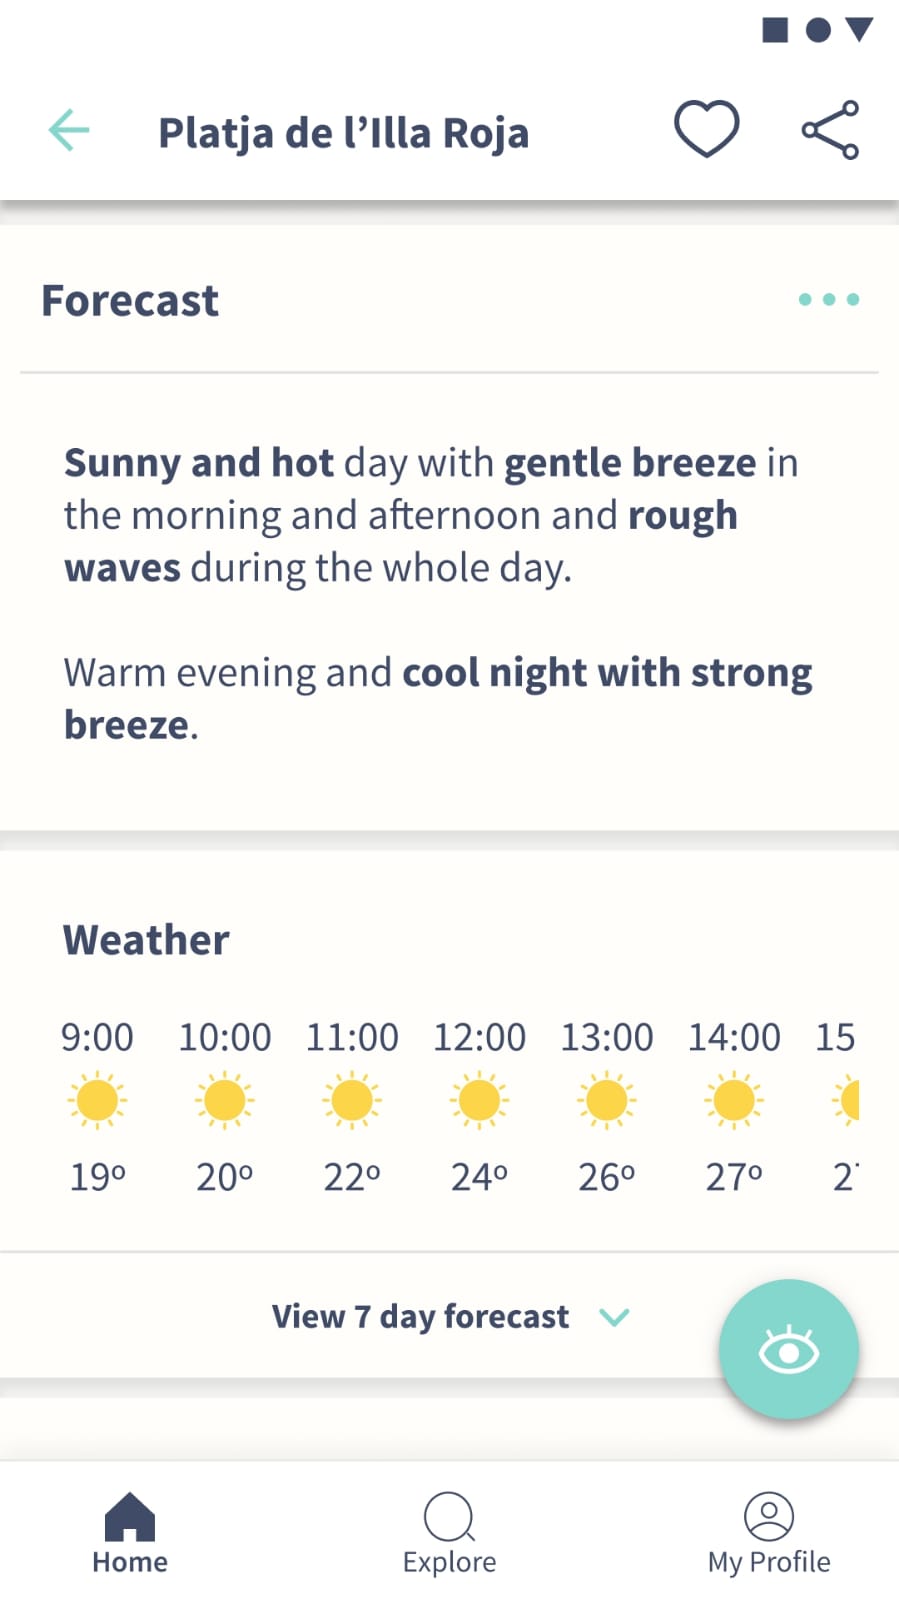 Platja de l’Illa Roja
Forecast
Sunny and hot day with gentle breeze in
the morning and afternoon and rough
waves during the whole day.
Warm evening and cool night with strong
breeze.
Weather
9:00 10:00 11:00 12:00 13:00 14:00 15
19º 20º 22º 24º 26º 27º
View 7 day forecast
Home Explore My Profile